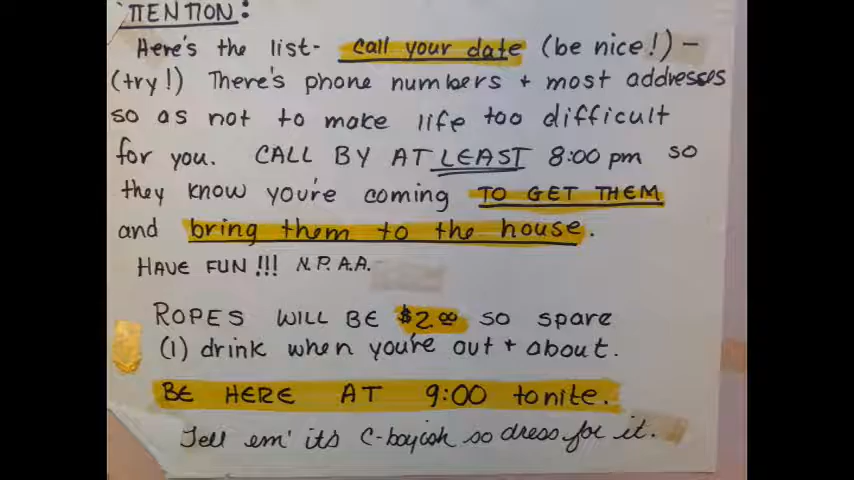 TTENTION:
Here's the list- call your date (be nice!) -
(try!) There's phone numbers + most addresses
so as not to make life too difficult
for you. CALL BY AT LEAST 8:00 pm so
they know you're coming TO GET THEM
and bring them to the house.
HAVE FUN!!! N.P.A.A.
ROPES WILL BE $2.00 so spare
(1) drink when you're out + about.
BE HERE AT 9:00 tonite.
Tell em' it's C-boyish so dress for it.